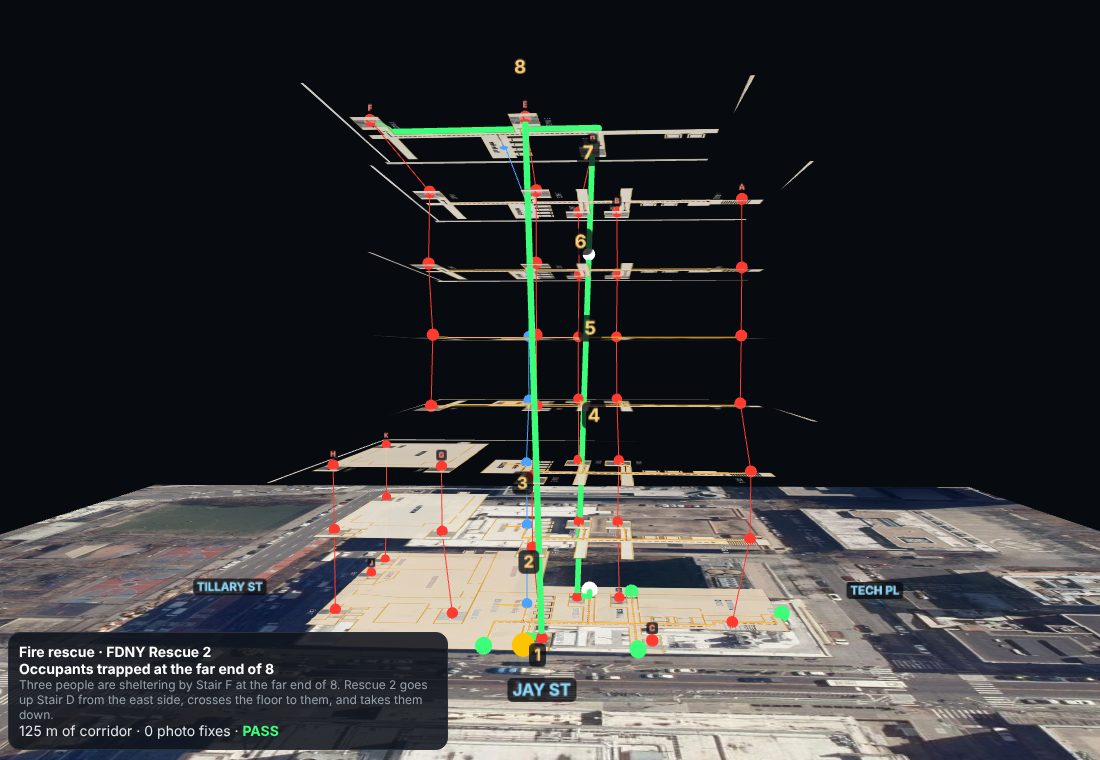 8
F
E
7
A
B
6
5
4
K
H
G
3
2
J
TILLARY ST
TECH PL
C
1
JAY ST
Fire rescue · FDNY Rescue 2
Occupants trapped at the far end of 8
Three people are sheltering by Stair F at the far end of 8. Rescue 2 goes
up Stair D from the east side, crosses the floor to them, and takes them
down.
125 m of corridor · 0 photo fixes · PASS